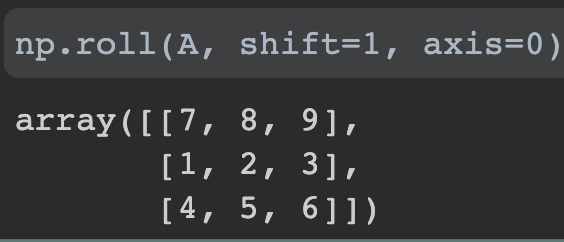 np.roll(A, shift=1, axis=0)
array([[7, 8, 9],
       [1, 2, 3],
       [4, 5, 6]])